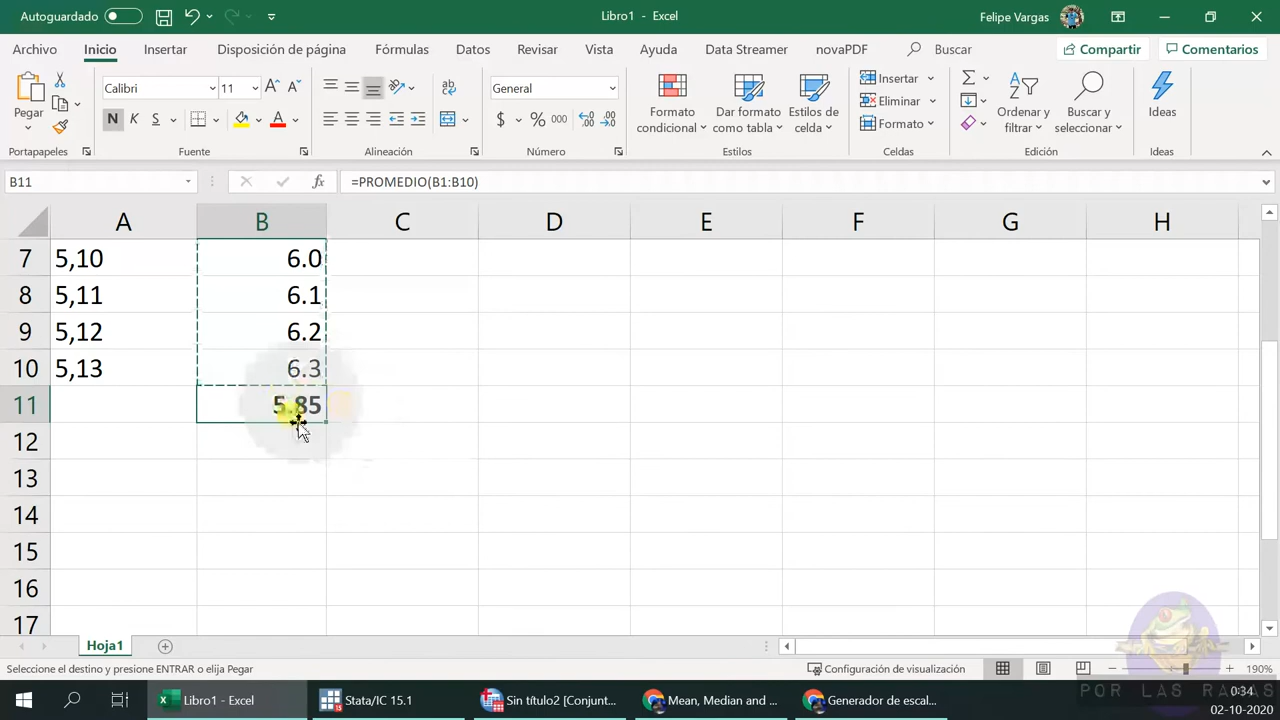 Autoguardado
Libro1 - Excel
Felipe Vargas
Archivo Inicio Insertar Disposición de página Fórmulas Datos Revisar Vista Ayuda Data Streamer novaPDF Buscar Compartir Comentarios
Pegar
Calibri 11
N K S
General
$ % 000
Formato condicional
Dar formato como tabla
Estilos de celda
Insertar
Eliminar
Formato
Ordenar y filtrar
Buscar y seleccionar
Ideas
Portapapeles Fuente Alineación Número Estilos Celdas Edición Ideas
B11 fx =PROMEDIO(B1:B10)
A B C D E F G H
7 5,10 6.0
8 5,11 6.1
9 5,12 6.2
10 5,13 6.3
11 5.85
12
13
14
15
16
17
Hoja1
Seleccione el destino y presione ENTRAR o elija Pegar Configuración de visualización 190%
Libro1 - Excel Stata/IC 15.1 Sin título2 [Conjunt... Mean, Median and ... Generador de escal...
POR LAS RANAS
0:34
02-10-2020